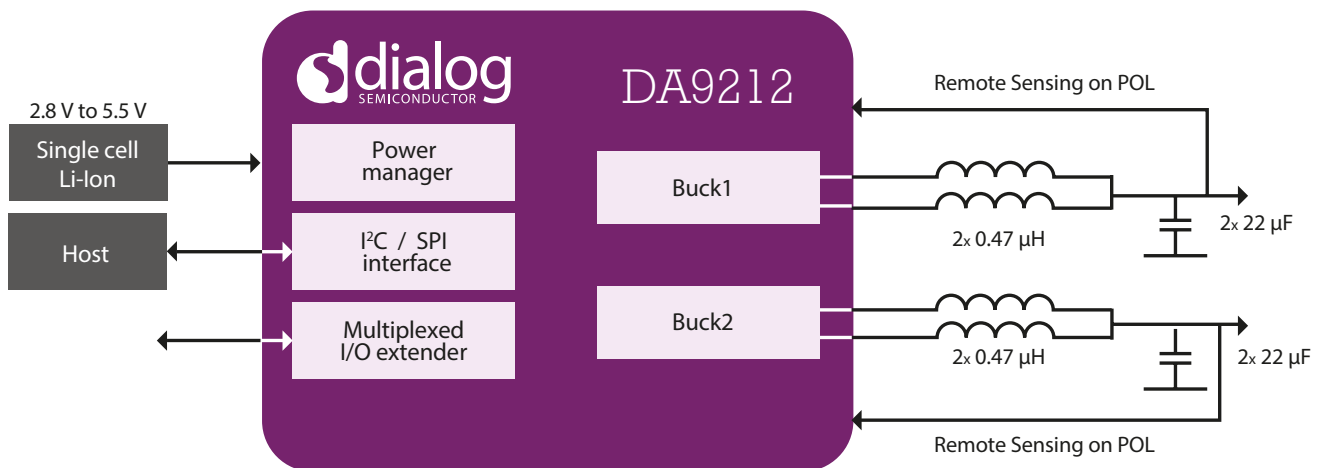 dialog
SEMICONDUCTOR
DA9212
Remote Sensing on POL
2.8 V to 5.5 V
Single cell
Li-Ion
Power
manager
Buck1
2x 0.47 µH
2x 22 µF
Host
I²C / SPI
interface
Buck2
2x 0.47 µH
2x 22 µF
Multiplexed
I/O extender
Remote Sensing on POL